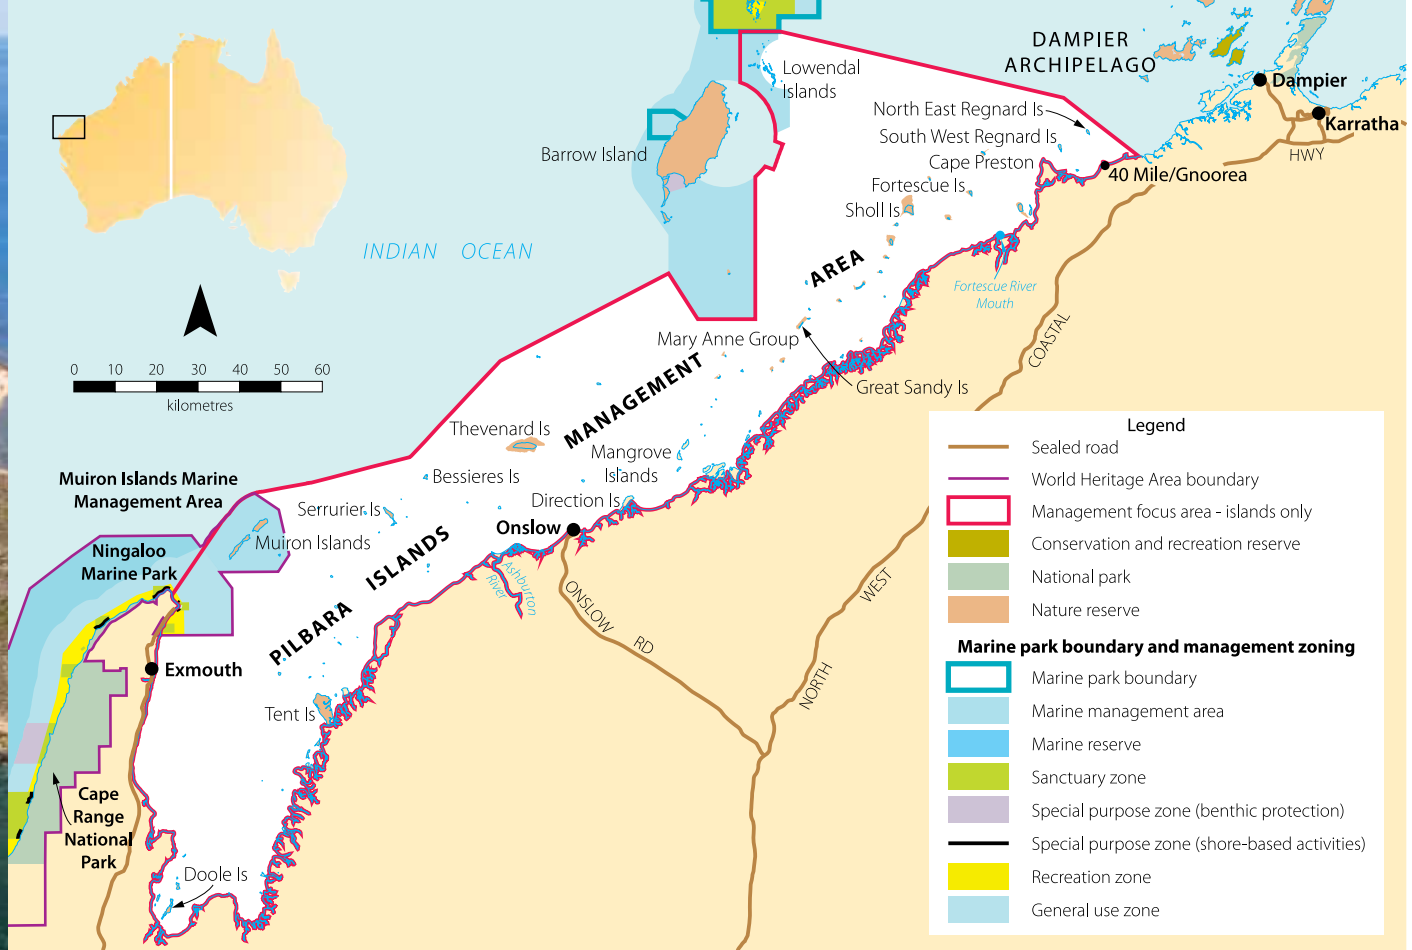 DAMPIER
ARCHIPELAGO
Dampier
Karratha
HWY
Lowendal
Islands
North East Regnard Is
South West Regnard Is
Cape Preston
40 Mile/Gnoorea
Barrow Island
Fortescue Is
Sholl Is
INDIAN OCEAN
AREA
Fortescue River
Mouth
COASTAL
Mary Anne Group
Great Sandy Is
MANAGEMENT
0 10 20 30 40 50 60
kilometres
Thevenard Is
Mangrove
Islands
Bessieres Is
Direction Is
Muiron Islands Marine
Management Area
Serrurier Is
Onslow
Muiron Islands
ISLANDS
Ningaloo
Marine Park
Ashburton
River
ONSLOW
RD
WEST
NORTH
PILBARA
Exmouth
Tent Is
Cape
Range
National
Park
Doole Is
Legend
Sealed road
World Heritage Area boundary
Management focus area - islands only
Conservation and recreation reserve
National park
Nature reserve
Marine park boundary and management zoning
Marine park boundary
Marine management area
Marine reserve
Sanctuary zone
Special purpose zone (benthic protection)
Special purpose zone (shore-based activities)
Recreation zone
General use zone